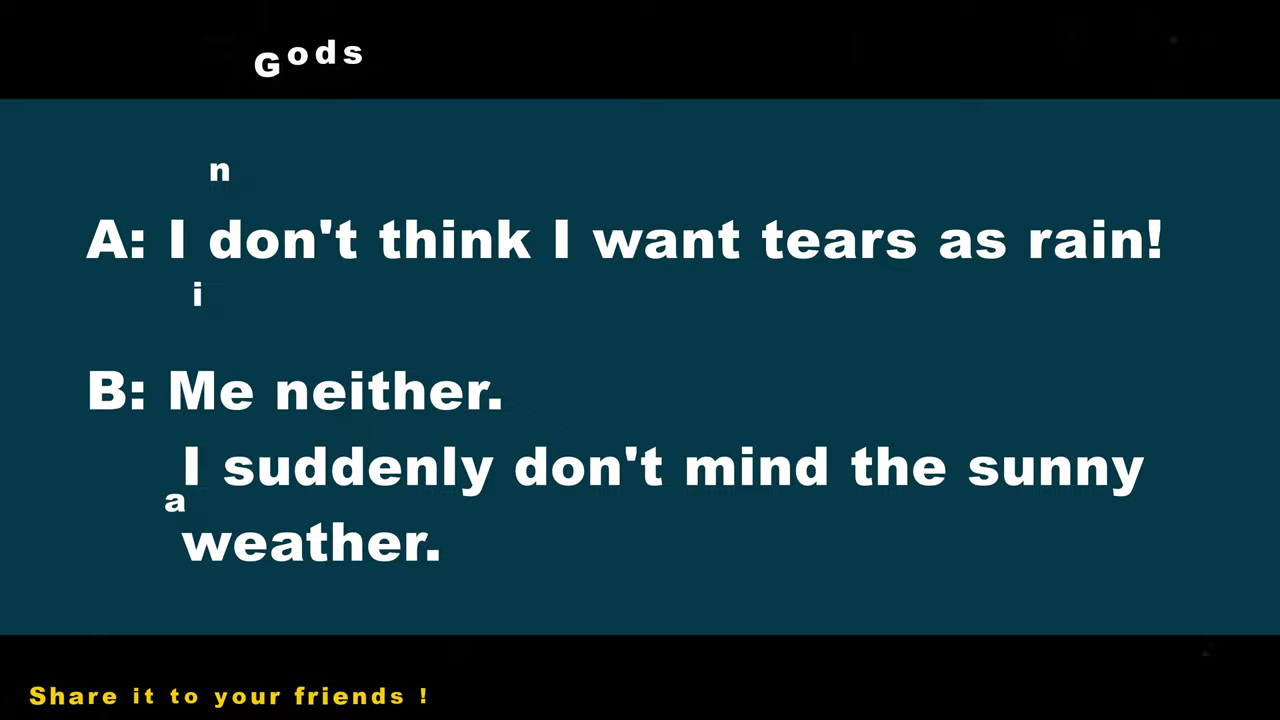 Gods
n
A: I don't think I want tears as rain!
i
B: Me neither.
I suddenly don't mind the sunny
a
weather.
Share it to your friends !